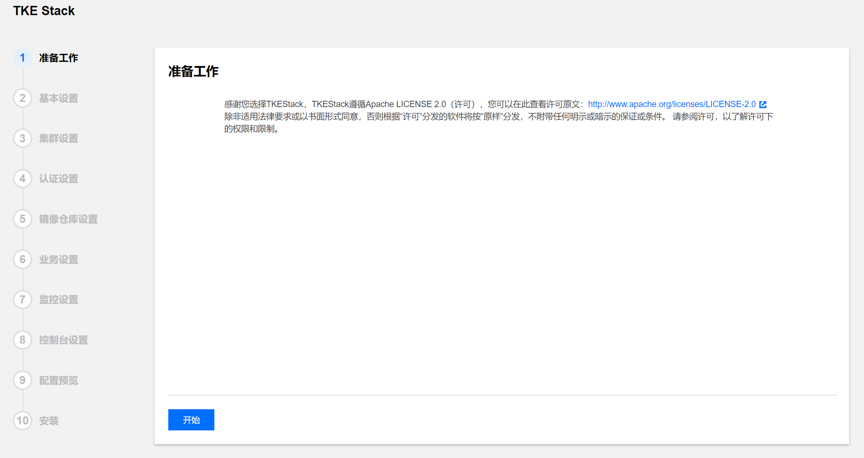 TKE Stack
1 准备工作
2 基本设置
3 集群设置
4 认证设置
5 镜像仓库设置
6 业务设置
7 监控设置
8 控制台设置
9 配置预览
10 安装
准备工作
感谢您选择TKEStack，TKEStack遵循Apache LICENSE 2.0（许可），您可以在此查看许可原文：http://www.apache.org/licenses/LICENSE-2.0
除非适用法律要求或以书面形式同意，否则根据“许可”分发的软件将按“原样”分发，不附带任何明示或暗示的保证或条件。 请参阅许可，以了解许可下
的权限和限制。
开始